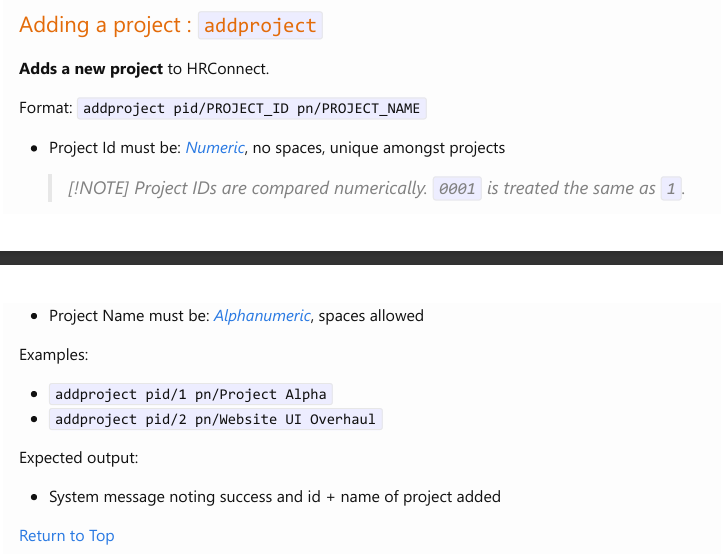 Adding a project : addproject
Adds a new project to HRConnect.
Format: addproject pid/PROJECT_ID pn/PROJECT_NAME
Project Id must be: Numeric, no spaces, unique amongst projects
[!NOTE] Project IDs are compared numerically. 0001 is treated the same as 1.
Project Name must be: Alphanumeric, spaces allowed
Examples:
addproject pid/1 pn/Project Alpha
addproject pid/2 pn/Website UI Overhaul
Expected output:
System message noting success and id + name of project added
Return to Top